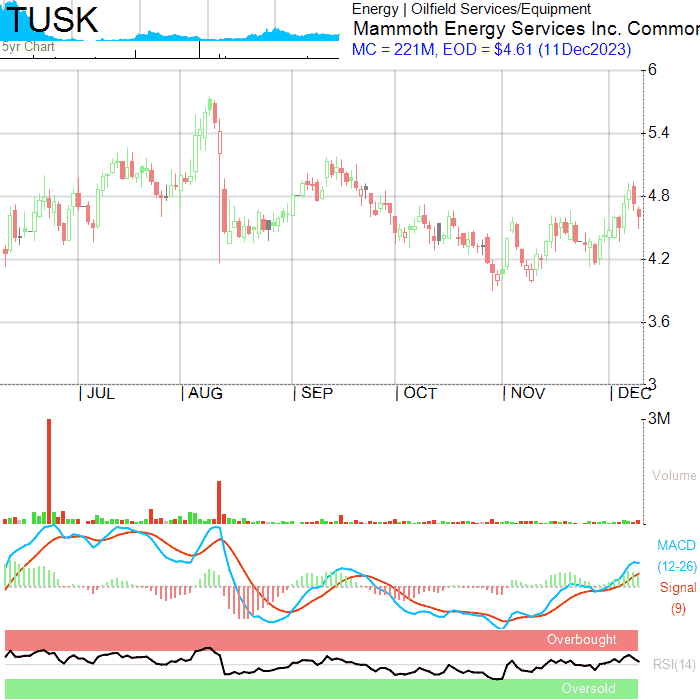 TUSK
5yr Chart
Energy | Oilfield Services/Equipment
Mammoth Energy Services Inc. Common
MC = 221M, EOD = $4.61 (11Dec2023)
6
5.4
4.8
4.2
3.6
3
| JUL | AUG | SEP | OCT | NOV | DEC
3M
Volume
MACD
(12-26)
Signal
(9)
Overbought
RSI(14)
Oversold